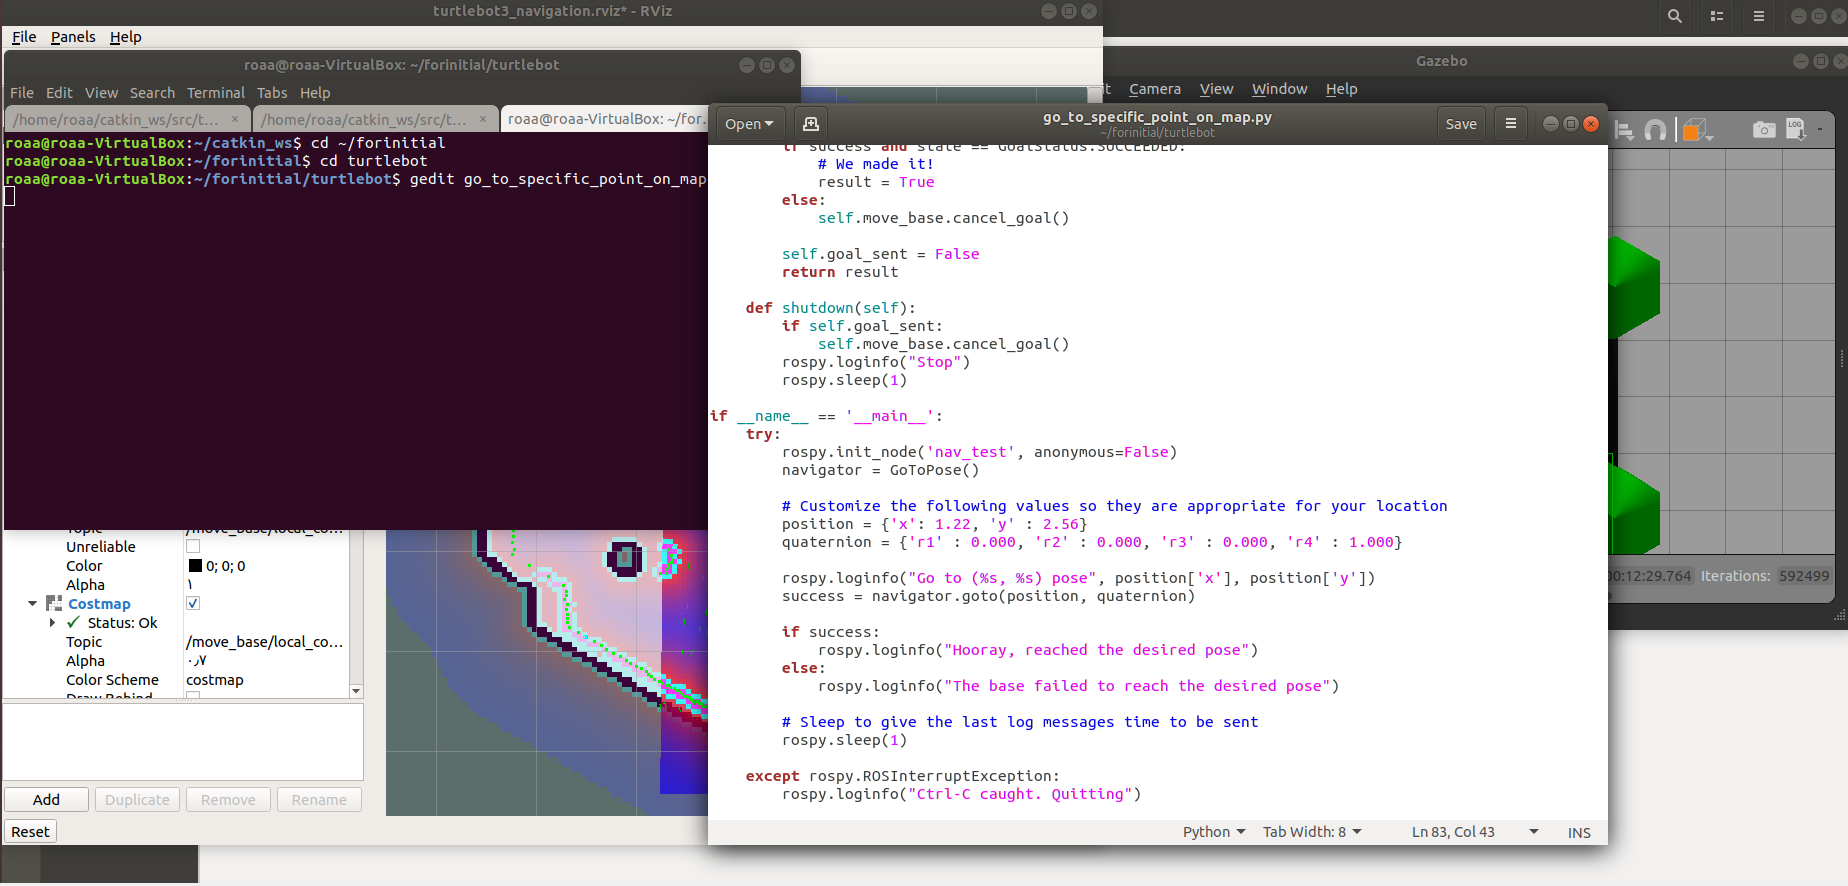 turtlebot3_navigation.rviz* - RViz
File Panels Help
roaa@roaa-VirtualBox: ~/forinitial/turtlebot
File Edit View Search Terminal Tabs Help
/home/roaa/catkin_ws/src/t... × /home/roaa/catkin_ws/src/t... × roaa@roaa-VirtualBox: ~/for...
roaa@roaa-VirtualBox:~/catkin_ws$ cd ~/forinitial
roaa@roaa-VirtualBox:~/forinitial$ cd turtlebot
roaa@roaa-VirtualBox:~/forinitial/turtlebot$ gedit go_to_specific_point_on_map
Unreliable
Color 0; 0; 0
Alpha ١
Costmap
Status: Ok
Topic /move_base/local_co...
Alpha ٠٫٧
Color Scheme costmap
Draw Behind
Add Duplicate Remove Rename
Reset
Gazebo
Camera View Window Help
LOG
00:12:29.764 Iterations: 592499
Open go_to_specific_point_on_map.py Save
~/forinitial/turtlebot
if success and state == GoalStatus.SUCCEEDED:
# We made it!
result = True
else:
self.move_base.cancel_goal()
self.goal_sent = False
return result
def shutdown(self):
if self.goal_sent:
self.move_base.cancel_goal()
rospy.loginfo("Stop")
rospy.sleep(1)
if __name__ == '__main__':
try:
rospy.init_node('nav_test', anonymous=False)
navigator = GoToPose()
# Customize the following values so they are appropriate for your location
position = {'x': 1.22, 'y' : 2.56}
quaternion = {'r1' : 0.000, 'r2' : 0.000, 'r3' : 0.000, 'r4' : 1.000}
rospy.loginfo("Go to (%s, %s) pose", position['x'], position['y'])
success = navigator.goto(position, quaternion)
if success:
rospy.loginfo("Hooray, reached the desired pose")
else:
rospy.loginfo("The base failed to reach the desired pose")
# Sleep to give the last log messages time to be sent
rospy.sleep(1)
except rospy.ROSInterruptException:
rospy.loginfo("Ctrl-C caught. Quitting")
Python Tab Width: 8 Ln 83, Col 43 INS